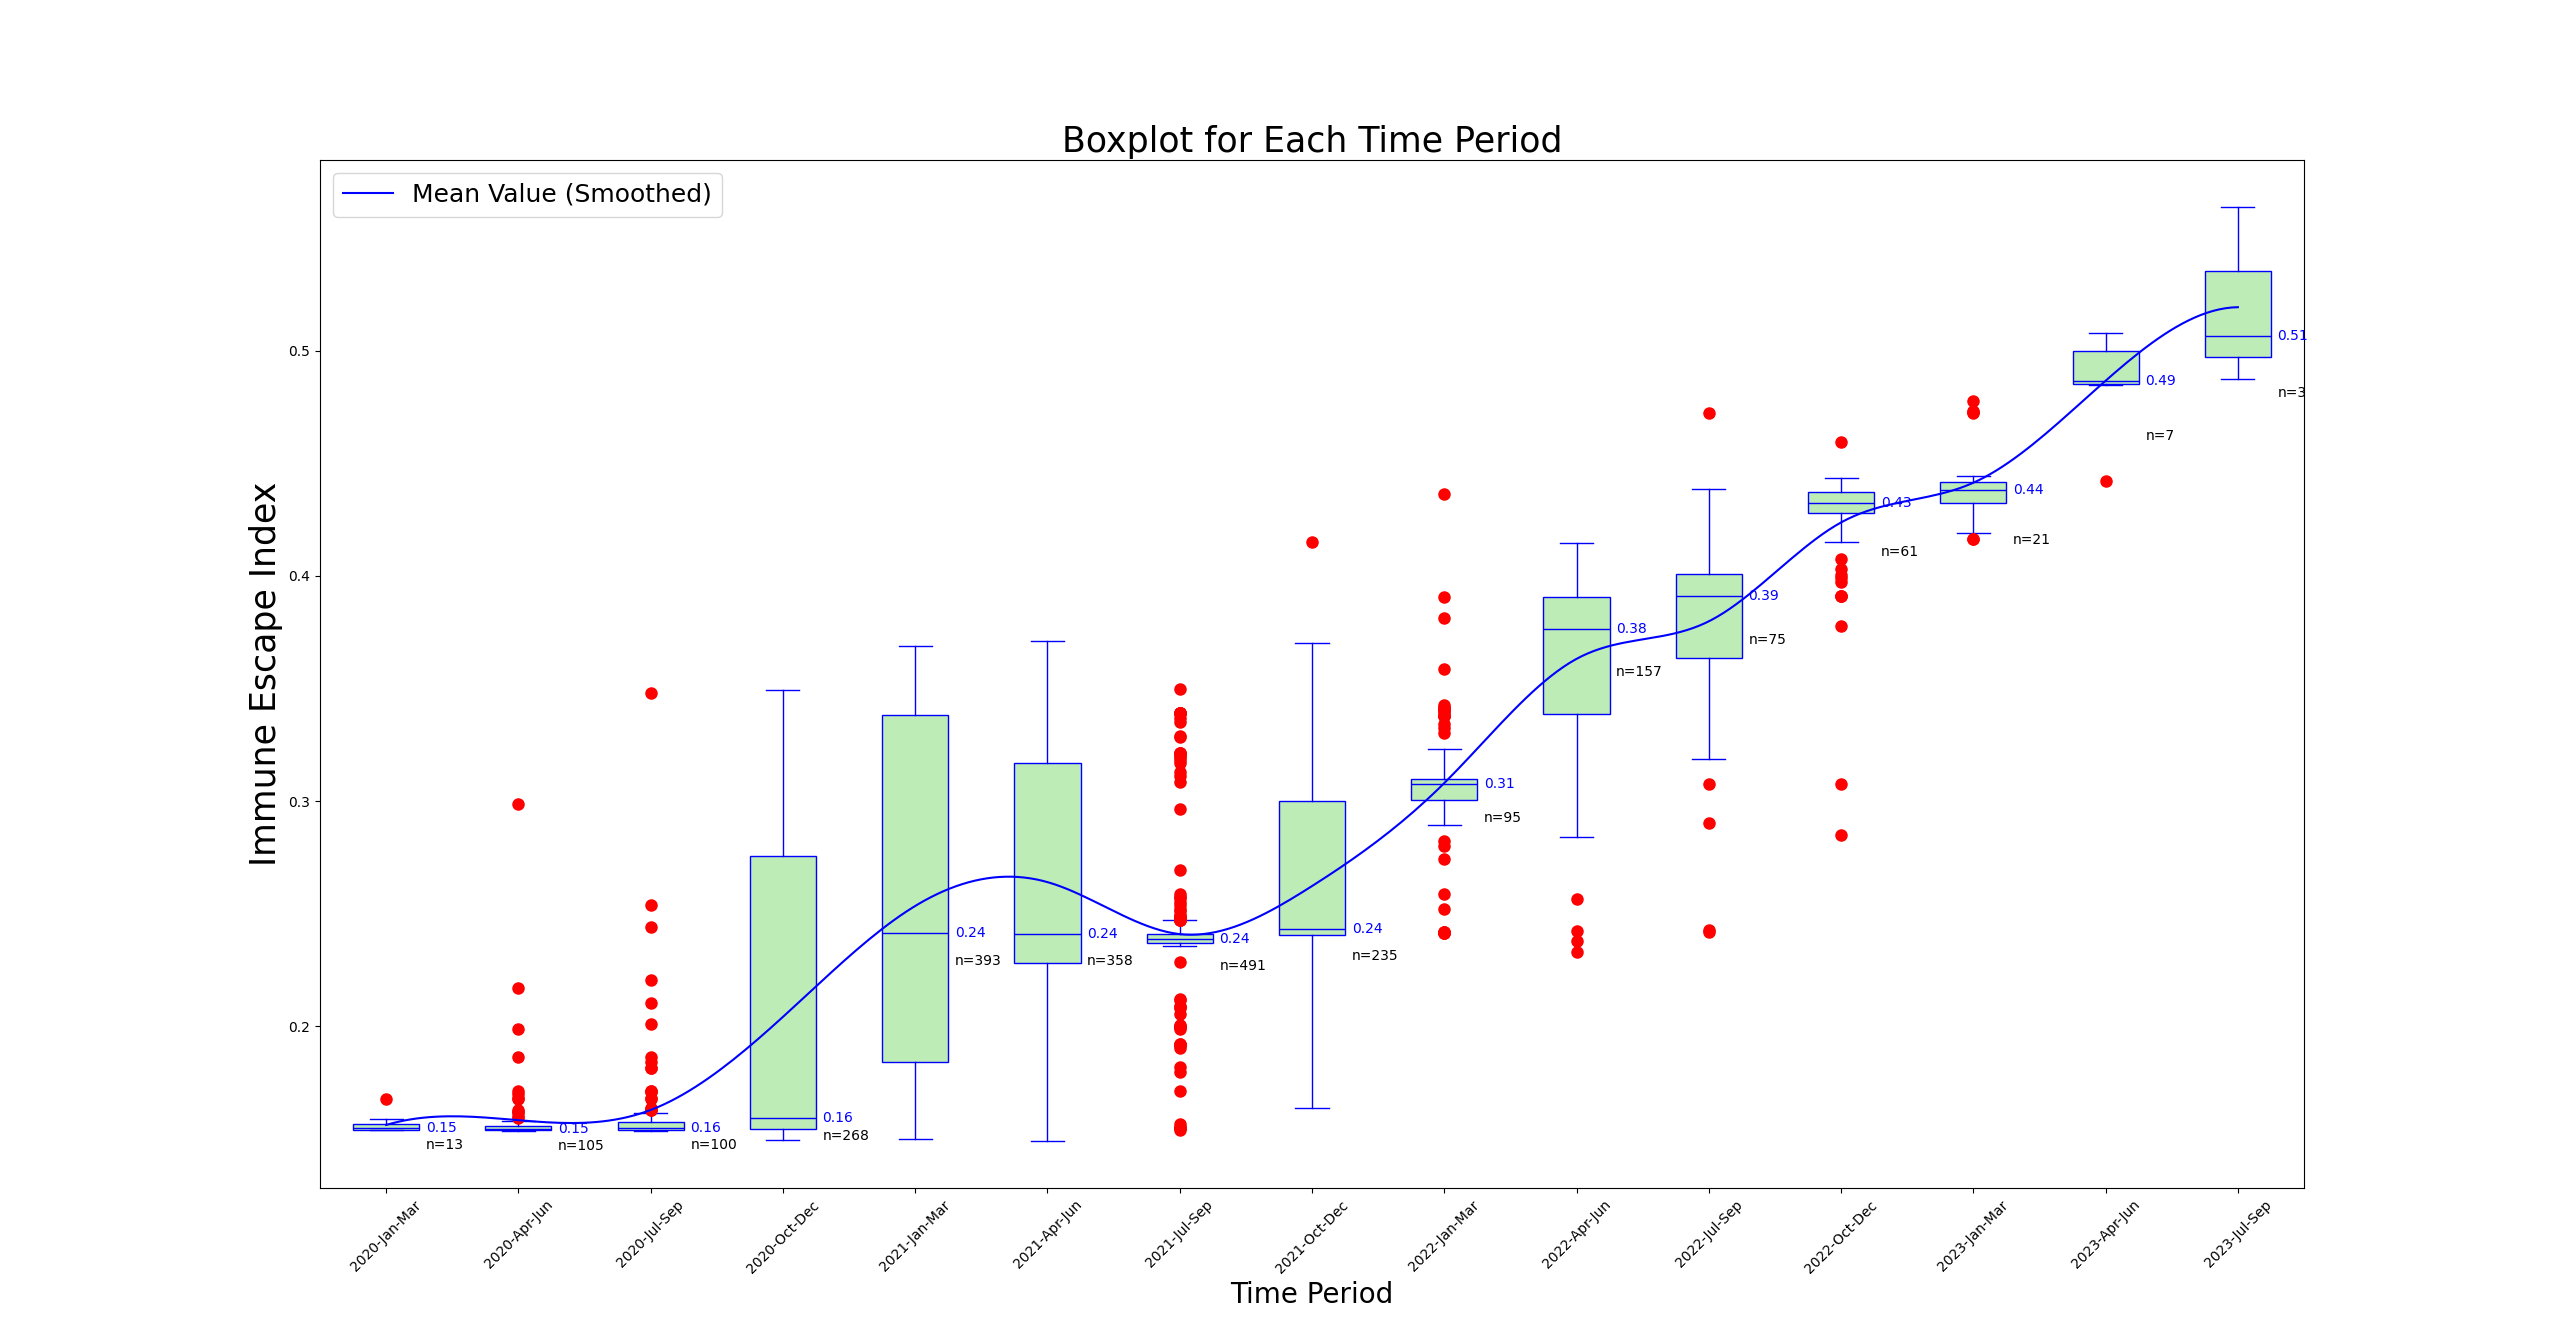 Boxplot for Each Time Period
Mean Value (Smoothed)
Immune Escape Index
0.5
0.4
0.3
0.2
0.15
n=13
0.15
n=105
0.16
n=100
0.16
n=268
0.24
n=393
0.24
n=358
0.24
n=491
0.24
n=235
0.31
n=95
0.38
n=157
0.39
n=75
0.43
n=61
0.44
n=21
0.49
n=7
0.51
n=3
2020-Jan-Mar
2020-Apr-Jun
2020-Jul-Sep
2020-Oct-Dec
2021-Jan-Mar
2021-Apr-Jun
2021-Jul-Sep
2021-Oct-Dec
2022-Jan-Mar
2022-Apr-Jun
2022-Jul-Sep
2022-Oct-Dec
2023-Jan-Mar
2023-Apr-Jun
2023-Jul-Sep
Time Period